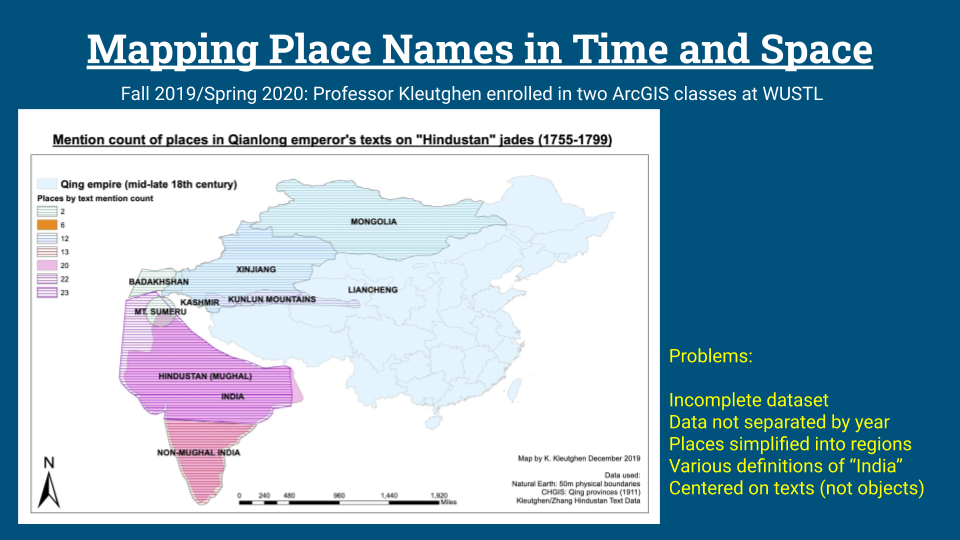 Mapping Place Names in Time and Space
Fall 2019/Spring 2020: Professor Kleutghen enrolled in two ArcGIS classes at WUSTL
Mention count of places in Qianlong emperor's texts on "Hindustan" jades (1755-1799)
Qing empire (mid-late 18th century)
Places by text mention count
2
6
12
13
20
22
23
MONGOLIA
XINJIANG
BADAKHSHAN
LIANCHENG
KASHMIR
KUNLUN MOUNTAINS
MT. SUMERU
HINDUSTAN (MUGHAL)
INDIA
NON-MUGHAL INDIA
N
0 240 480 960 1,440 1,920
Miles
Map by K. Kleutghen December 2019
Data used:
Natural Earth: 50m physical boundaries
CHGIS: Qing provinces (1911)
Kleutghen/Zhang Hindustan Text Data
Problems:
Incomplete dataset
Data not separated by year
Places simplified into regions
Various definitions of “India”
Centered on texts (not objects)